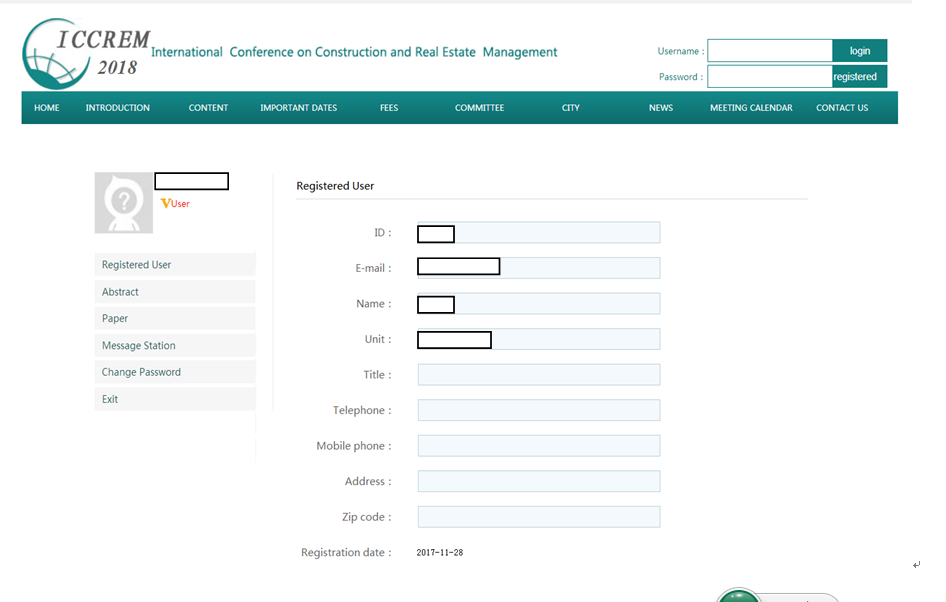 ICCREM
2018
International Conference on Construction and Real Estate Management
Username :
login
Password :
registered
HOME INTRODUCTION CONTENT IMPORTANT DATES FEES COMMITTEE CITY NEWS MEETING CALENDAR CONTACT US
?
VUser
Registered User
Abstract
Paper
Message Station
Change Password
Exit
Registered User
ID :
E-mail :
Name :
Unit :
Title :
Telephone :
Mobile phone :
Address :
Zip code :
Registration date : 2017-11-28